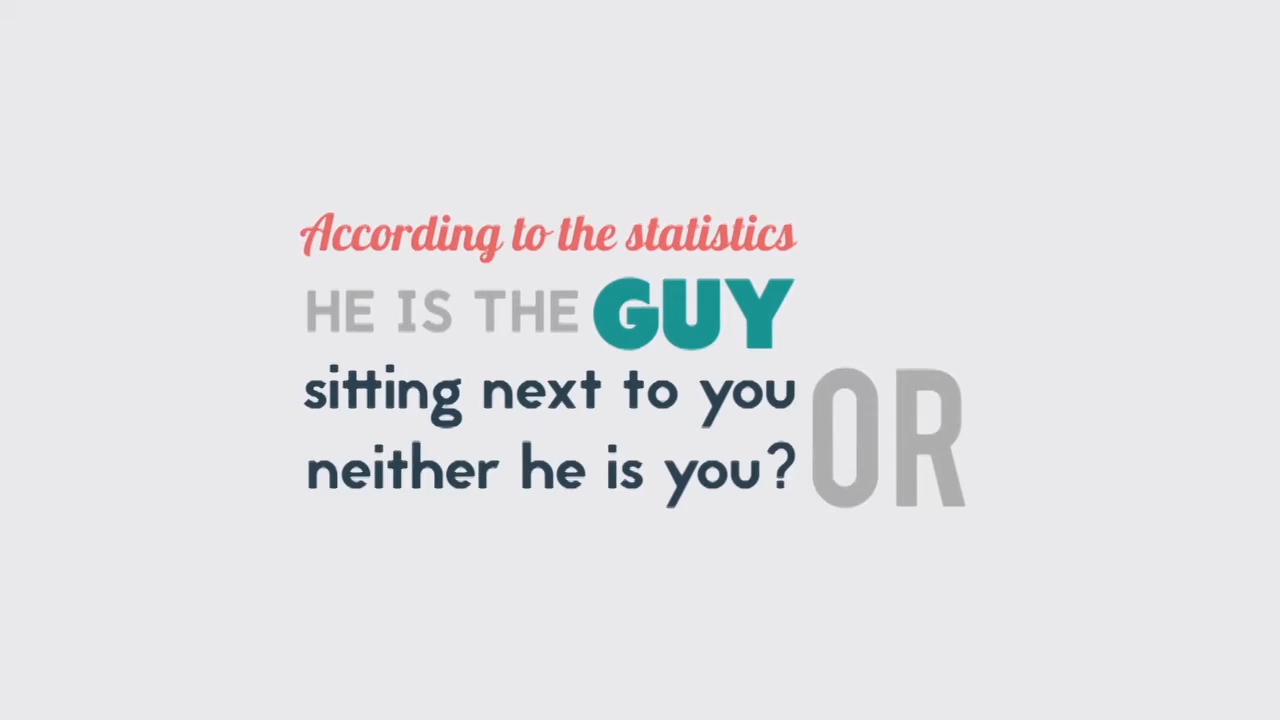 According to the statistics
HE IS THE GUY
sitting next to you OR
neither he is you?